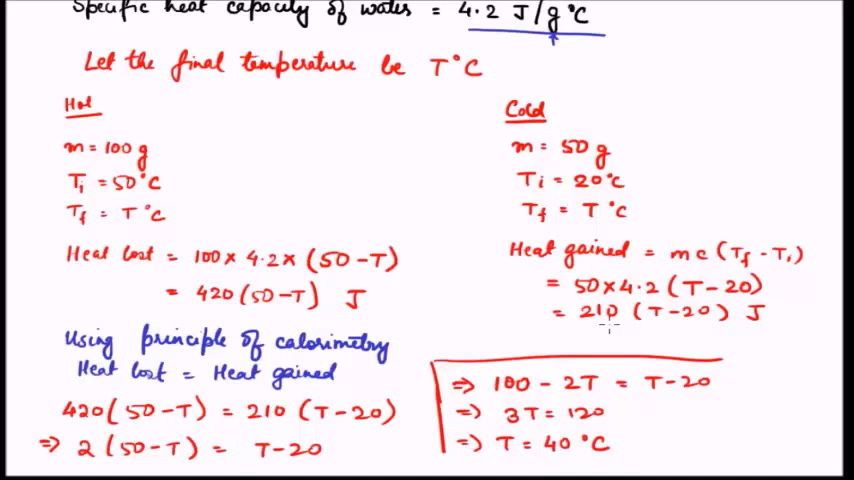 Specific heat capacity of water = 4.2 J/g °C
Let the final temperature be T°C
Hot
m = 100 g
Ti = 50°C
Tf = T °C
Heat lost = 100 × 4.2 × (50 - T)
= 420 (50 - T) J
Using principle of calorimetry
Heat lost = Heat gained
420 (50 - T) = 210 (T - 20)
⇒ 2 (50 - T) = T - 20
Cold
m = 50 g
Ti = 20°C
Tf = T °C
Heat gained = mc (Tf - Ti)
= 50 × 4.2 (T - 20)
= 210 (T - 20) J
⇒ 100 - 2T = T - 20
⇒ 3T = 120
⇒ T = 40 °C